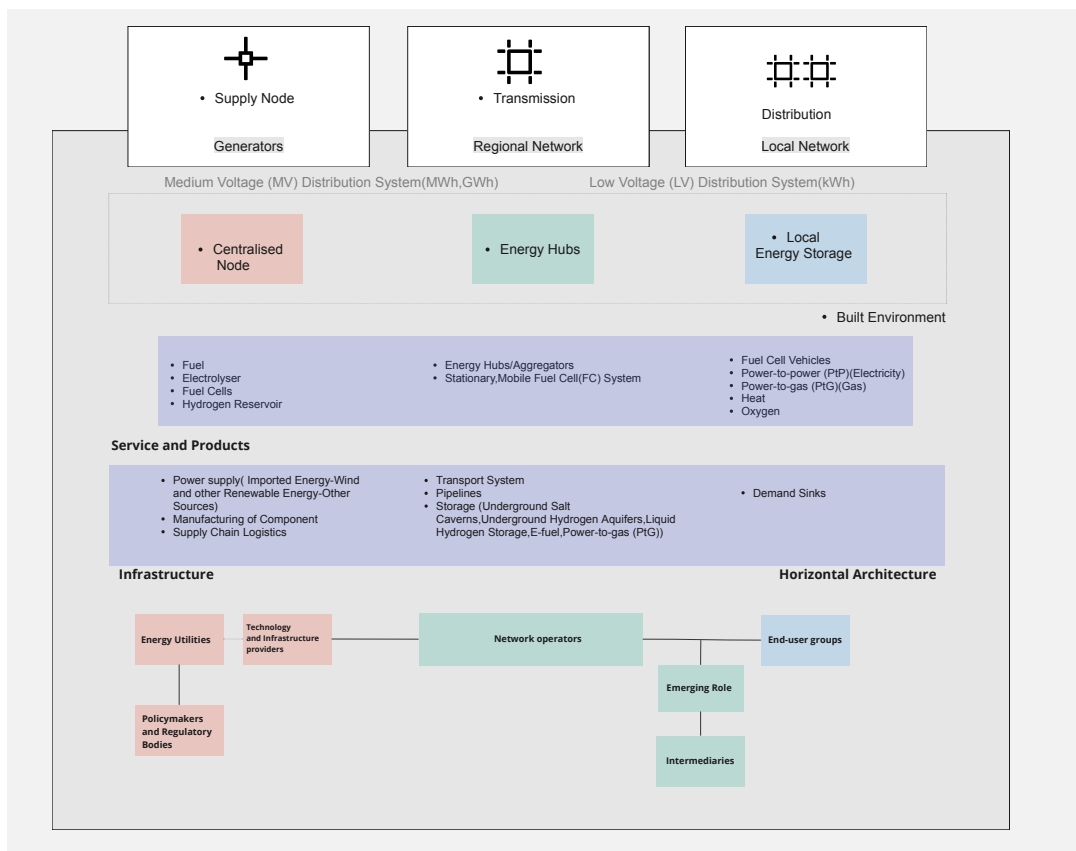 • Supply Node
Generators
• Transmission
Regional Network
Distribution
Local Network
Medium Voltage (MV) Distribution System(MWh,GWh)
Low Voltage (LV) Distribution System(kWh)
• Centralised
Node
• Energy Hubs
• Local
Energy Storage
• Built Environment
• Fuel
• Electrolyser
• Fuel Cells
• Hydrogen Reservoir
• Energy Hubs/Aggregators
• Stationary,Mobile Fuel Cell(FC) System
• Fuel Cell Vehicles
• Power-to-power (PtP)(Electricity)
• Power-to-gas (PtG)(Gas)
• Heat
• Oxygen
Service and Products
• Power supply( Imported Energy-Wind
and other Renewable Energy-Other
Sources)
• Manufacturing of Component
• Supply Chain Logistics
• Transport System
• Pipelines
• Storage (Underground Salt
Caverns,Underground Hydrogen Aquifers,Liquid
Hydrogen Storage,E-fuel,Power-to-gas (PtG))
• Demand Sinks
Infrastructure
Horizontal Architecture
Energy Utilities
Technology
and Infrastructure
providers
Network operators
End-user groups
Emerging Role
Policymakers
and Regulatory
Bodies
Intermediaries